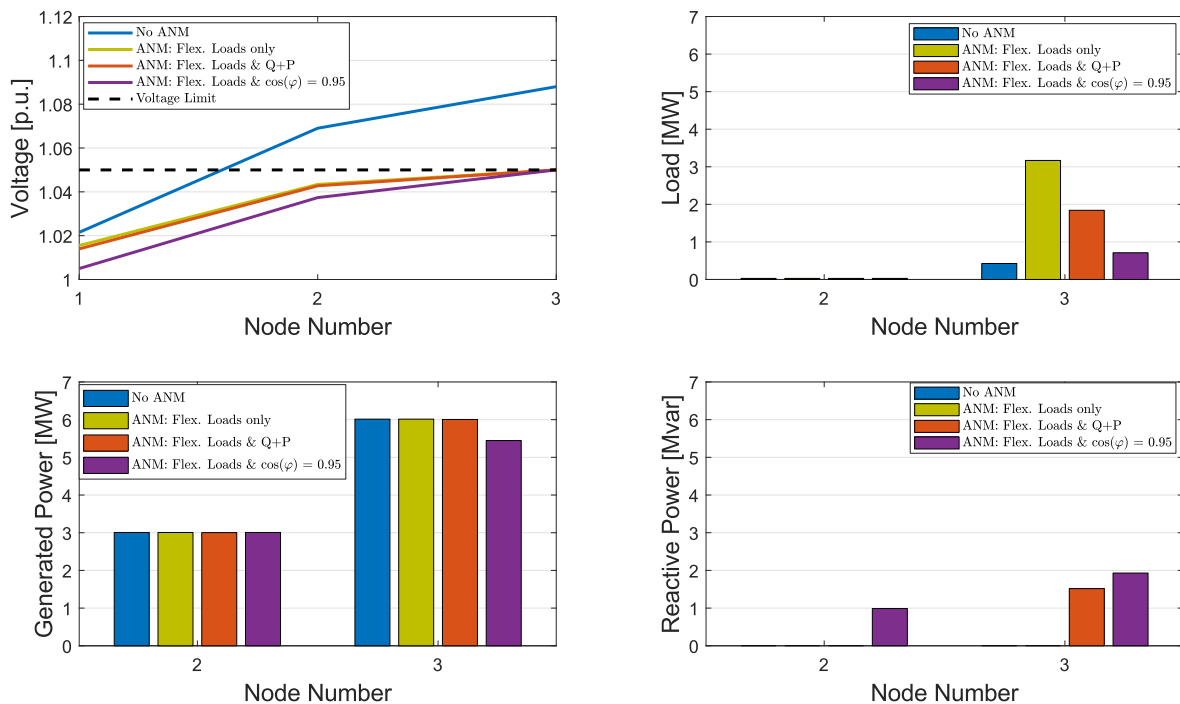 1.12
1.1
1.08
1.06
1.04
1.02
1
Voltage [p.u.]
No ANM
ANM: Flex. Loads only
ANM: Flex. Loads & Q+P
ANM: Flex. Loads & cos(φ) = 0.95
Voltage Limit
1 2 3
Node Number
7
6
5
4
3
2
1
0
Load [MW]
No ANM
ANM: Flex. Loads only
ANM: Flex. Loads & Q+P
ANM: Flex. Loads & cos(φ) = 0.95
2 3
Node Number
7
6
5
4
3
2
1
0
Generated Power [MW]
No ANM
ANM: Flex. Loads only
ANM: Flex. Loads & Q+P
ANM: Flex. Loads & cos(φ) = 0.95
2 3
Node Number
7
6
5
4
3
2
1
0
Reactive Power [Mvar]
No ANM
ANM: Flex. Loads only
ANM: Flex. Loads & Q+P
ANM: Flex. Loads & cos(φ) = 0.95
2 3
Node Number